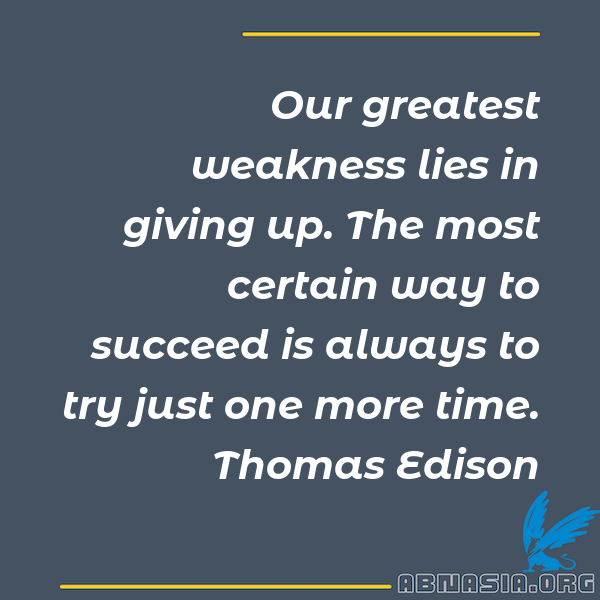 Our greatest
weakness lies in
giving up. The most
certain way to
succeed is always to
try just one more time.
Thomas Edison
ABNASIA.ORG